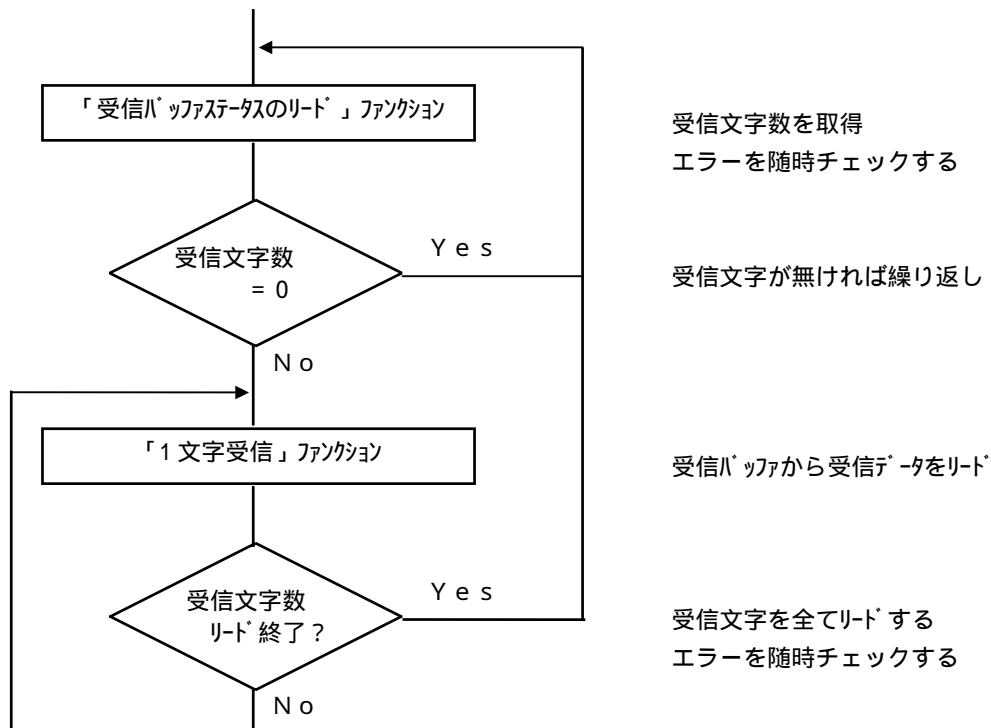 「受信ﾊﾞｯﾌｧｽﾃｰﾀｽのﾘｰﾄﾞ」ﾌｧﾝｸｼｮﾝ
受信文字数を取得
エラーを随時チェックする
受信文字数
= 0
Yes
受信文字が無ければ繰り返し
No
「1文字受信」ﾌｧﾝｸｼｮﾝ
受信ﾊﾞｯﾌｧから受信ﾃﾞｰﾀをﾘｰﾄﾞ
受信文字数
ﾘｰﾄﾞ終了？
Yes
受信文字を全てﾘｰﾄﾞする
エラーを随時チェックする
No